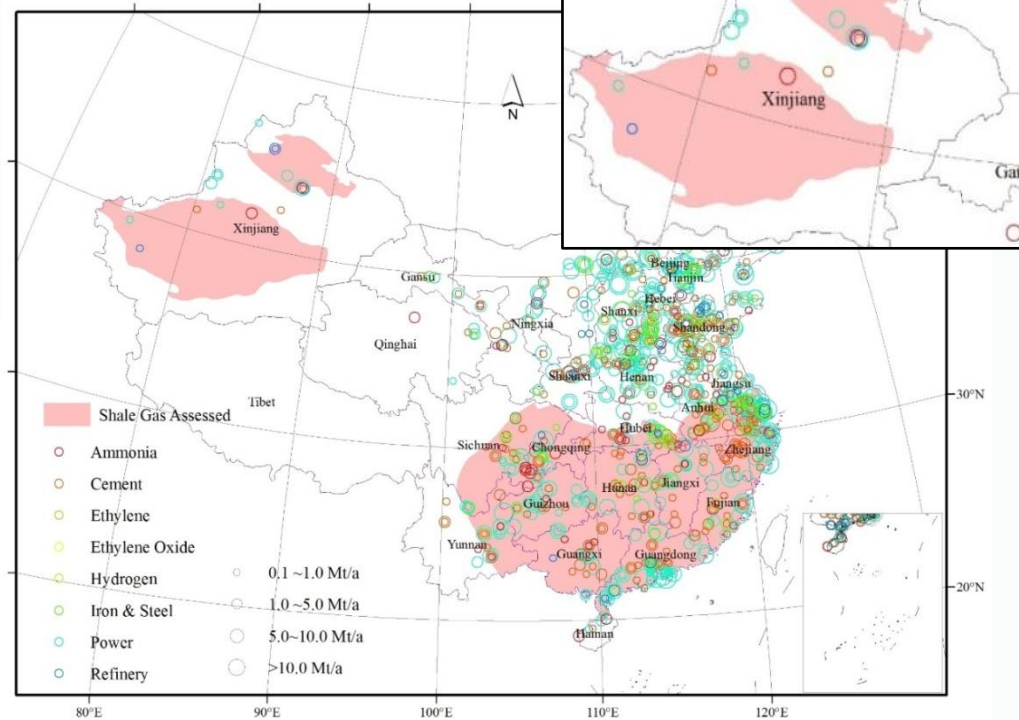 Xinjiang
Gan
N
Xinjiang
Gansu
Beijing
Tianjin
Hebei
Shanxi
Ningxia
Shandong
Qinghai
Shaanxi
Henan
Jiangsu
Tibet
Anhui
30°N
Shale Gas Assessed
Hubei
Ammonia
Sichuan
Chongqing
Zhejiang
Cement
Hunan
Jiangxi
Ethylene
Guizhou
Fujian
Ethylene Oxide
Yunnan
Guangxi
Guangdong
Hydrogen
0.1 ~1.0 Mt/a
20°N
Iron & Steel
1.0 ~5.0 Mt/a
Power
5.0~10.0 Mt/a
Hainan
Refinery
>10.0 Mt/a
80°E
90°E
100°E
110°E
120°E